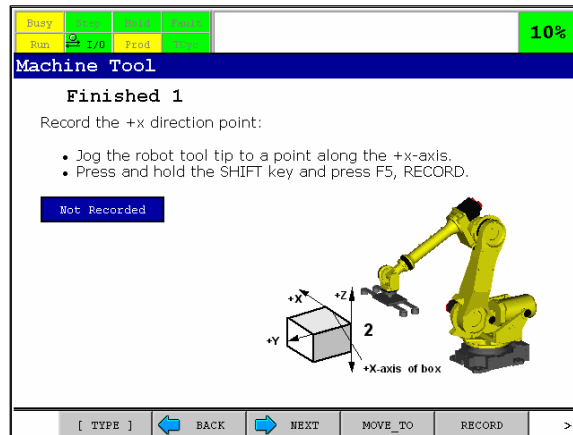 Busy Step Hold Fault
Run I/O Prod TCyc
10%
Machine Tool
Finished 1
Record the +x direction point:
• Jog the robot tool tip to a point along the +x-axis.
• Press and hold the SHIFT key and press F5, RECORD.
Not Recorded
+X
+Z
+Y
2
+X-axis of box
[ TYPE ] BACK NEXT MOVE_TO RECORD >